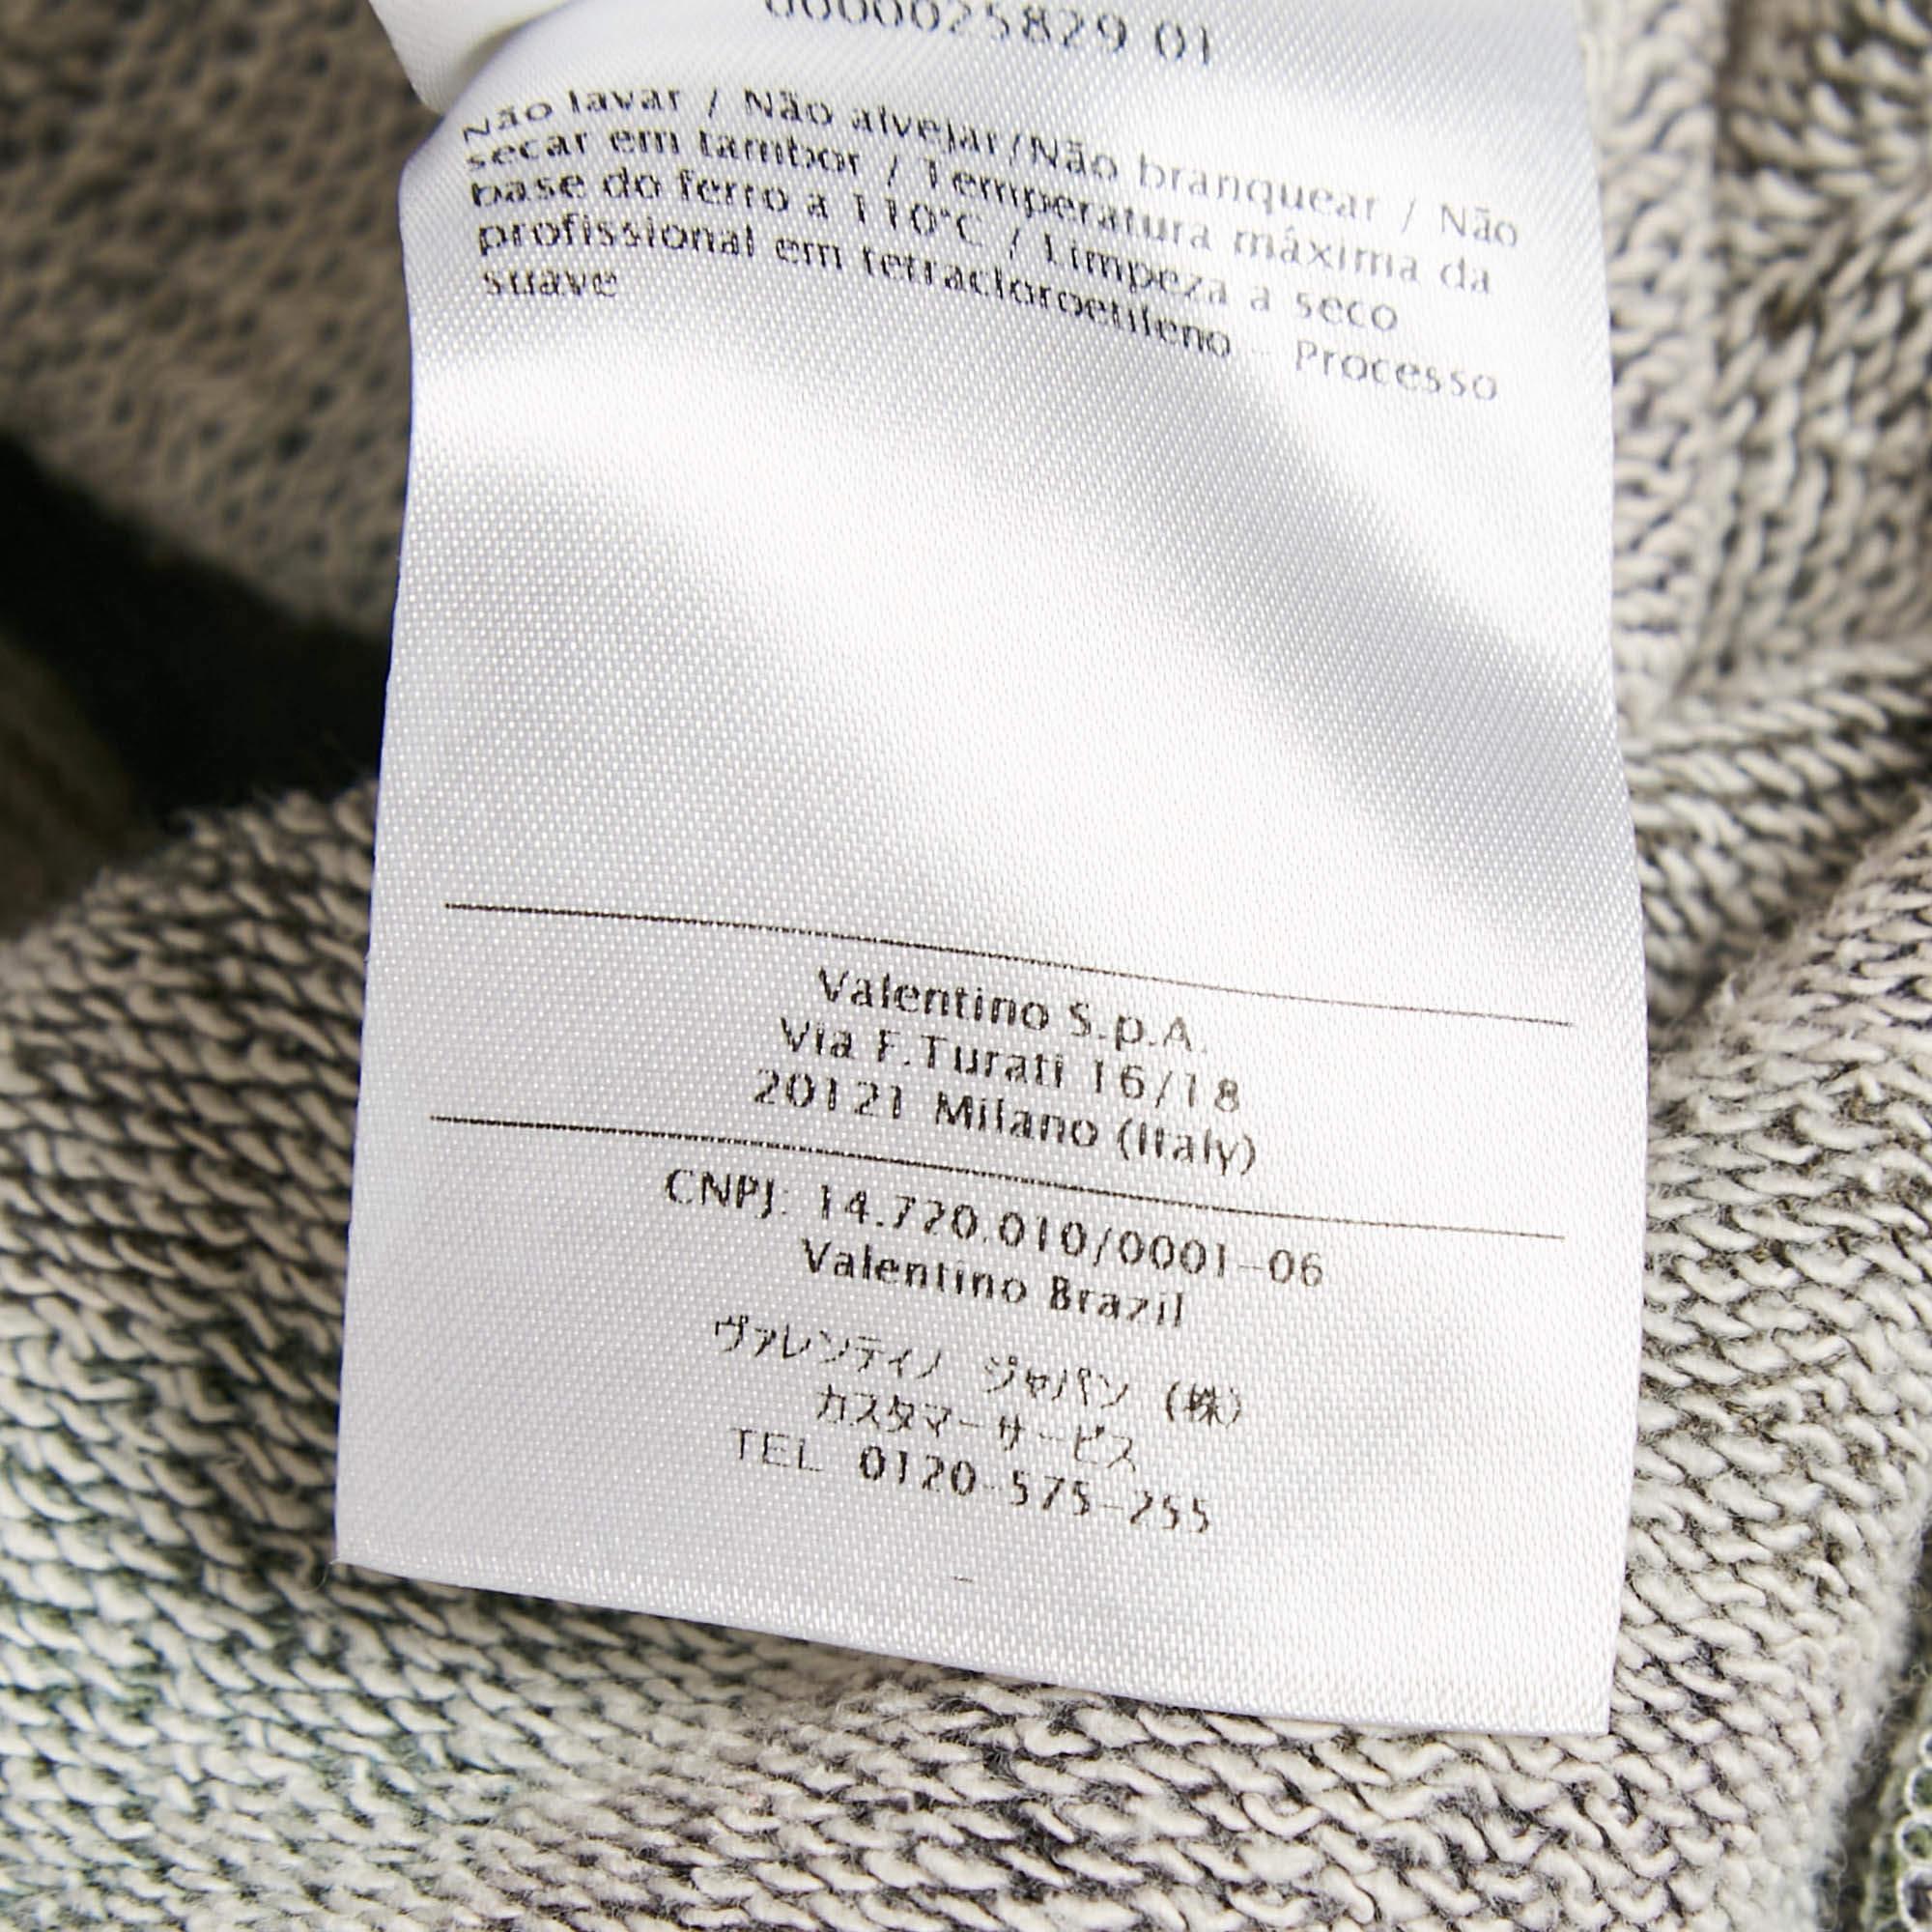 0000025829 01
Não lavar / Não alvejar/Não branquear / Não
secar em tambor / Temperatura máxima da
base do ferro a 110°C / Limpeza a seco
profissional em tetracloroetileno - Processo
suave
Valentino S.p.A.
Via F.Turati 16/18
20121 Milano (Italy)
CNPJ: 14.720.010/0001-06
Valentino Brazil
ヴァレンティノ ジャパン (株)
カスタマーサービス
TEL 0120-575-255